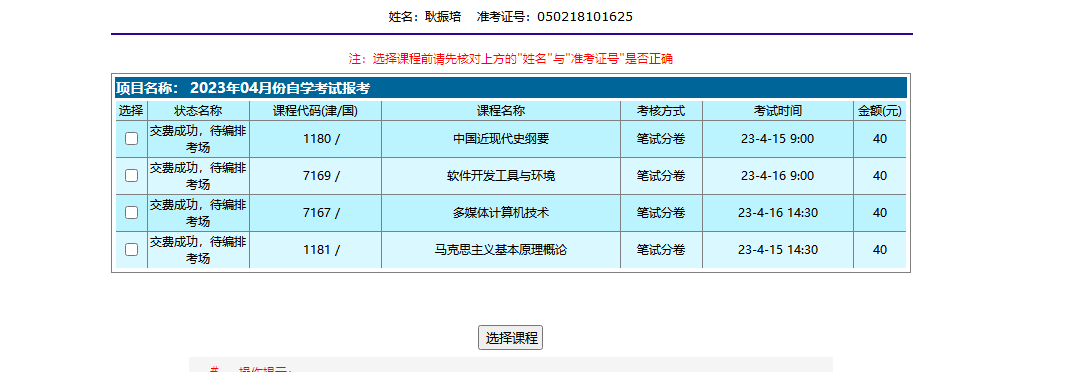 姓名：耿振培 准考证号：050218101625
注：选择课程前请先核对上方的"姓名"与"准考证号"是否正确
项目名称： 2023年04月份自学考试报考
选择 状态名称 课程代码(津/国) 课程名称 考核方式 考试时间 金额(元)
交费成功，待编排考场 1180 / 中国近现代史纲要 笔试分卷 23-4-15 9:00 40
交费成功，待编排考场 7169 / 软件开发工具与环境 笔试分卷 23-4-16 9:00 40
交费成功，待编排考场 7167 / 多媒体计算机技术 笔试分卷 23-4-16 14:30 40
交费成功，待编排考场 1181 / 马克思主义基本原理概论 笔试分卷 23-4-15 14:30 40
选择课程
# 操作提示：